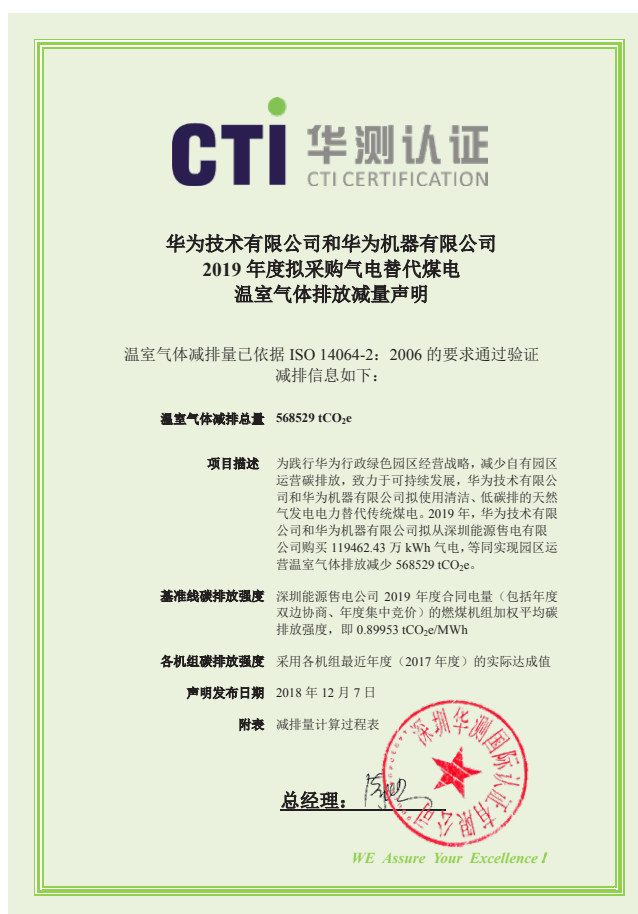 CTI 华测认证
CTI CERTIFICATION
华为技术有限公司和华为机器有限公司
2019 年度拟采购气电替代煤电
温室气体排放减量声明
温室气体减排量已依据 ISO 14064-2：2006 的要求通过验证
减排信息如下：
温室气体减排总量 568529 tCO₂e
项目描述 为践行华为行政绿色园区经营战略，减少自有园区
运营碳排放，致力于可持续发展，华为技术有限公
司和华为机器有限公司拟使用清洁、低碳排的天然
气发电电力替代传统煤电。2019 年，华为技术有限
公司和华为机器有限公司拟从深圳能源售电有限
公司购买 119462.43 万 kWh 气电，等同实现园区运
营温室气体排放减少 568529 tCO₂e。
基准线碳排放强度 深圳能源售电公司 2019 年度合同电量（包括年度
双边协商、年度集中竞价）的燃煤机组加权平均碳
排放强度，即 0.89953 tCO₂e/MWh
各机组碳排放强度 采用各机组最近年度（2017 年度）的实际达成值
声明发布日期 2018 年 12 月 7 日
附表 减排量计算过程表
深圳华测国际认证有限公司
总经理：
WE Assure Your Excellence !